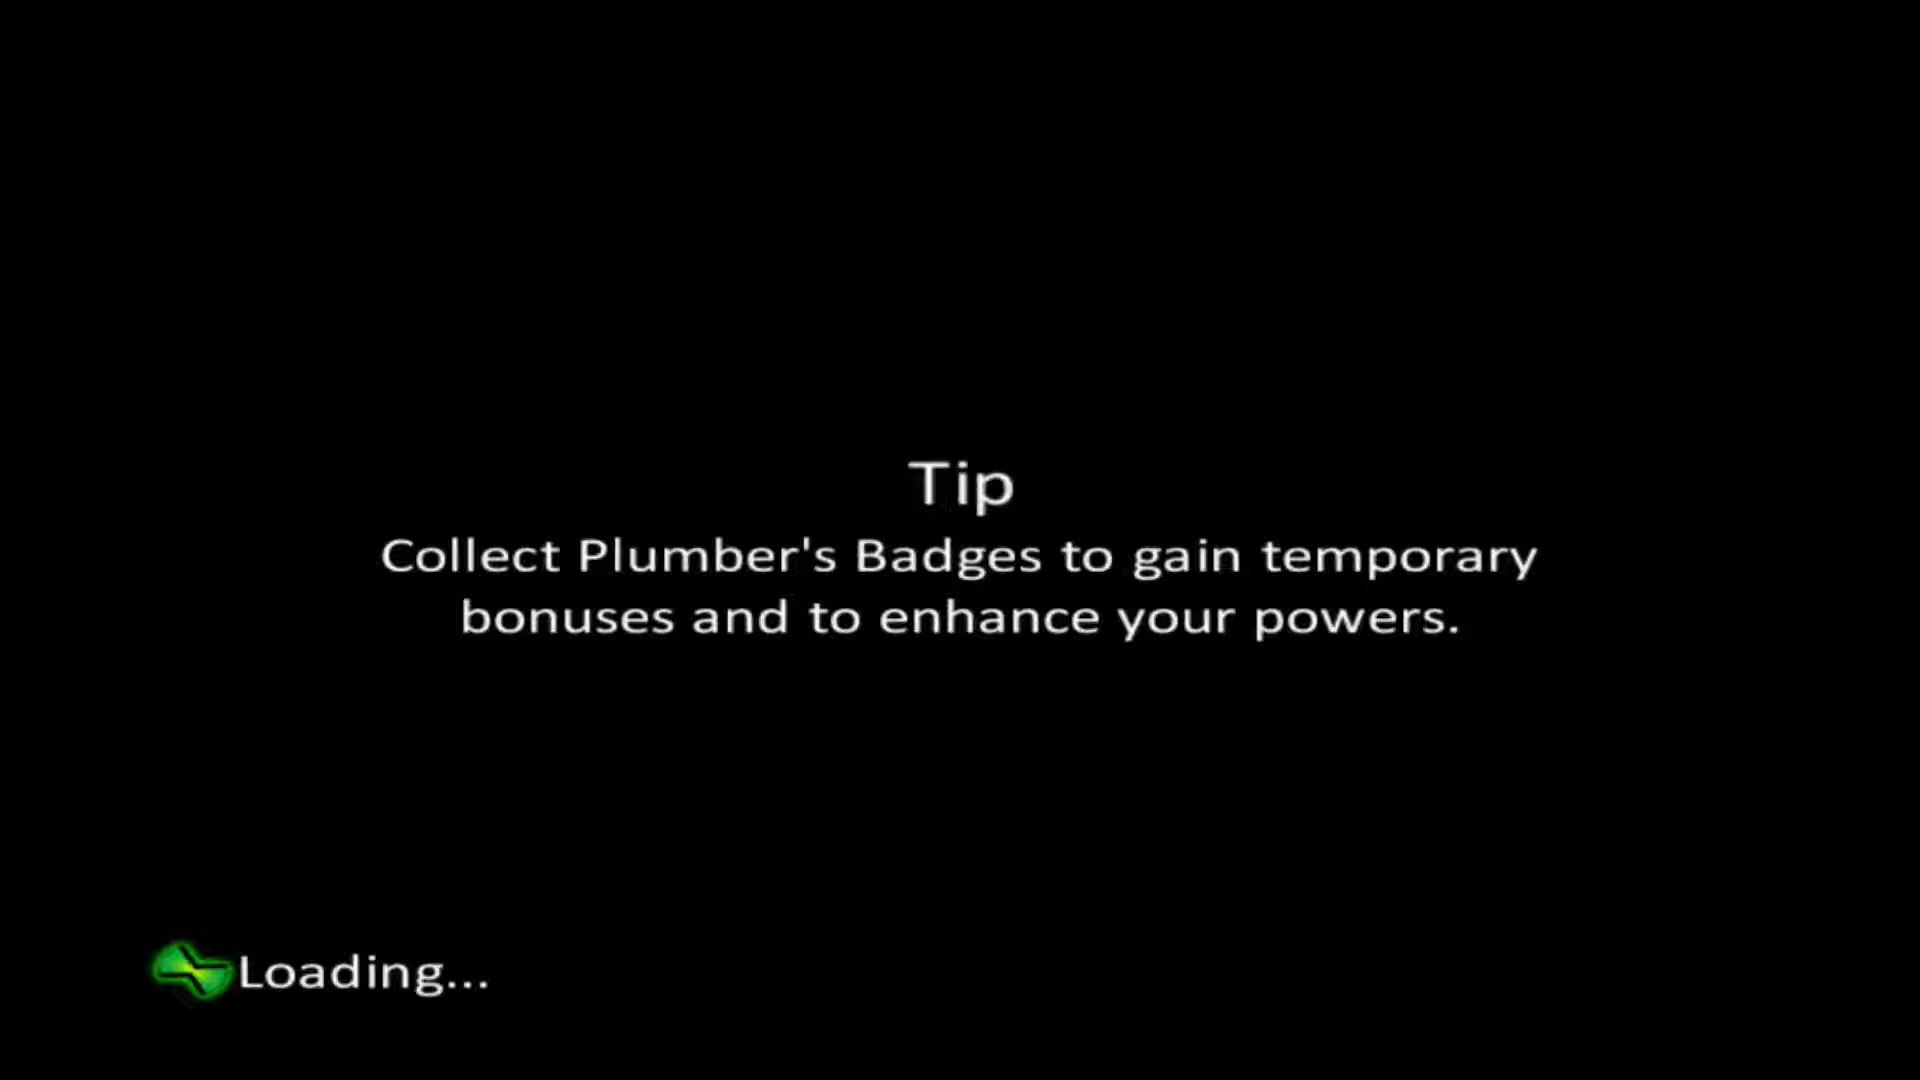 Tip
Collect Plumber's Badges to gain temporary
bonuses and to enhance your powers.
Loading...